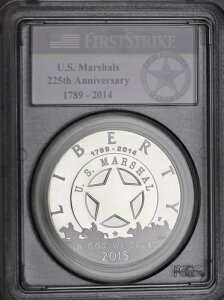 FIRSTSTRIKE
U.S. Marshals
225th Anniversary
1789 - 2014
LIBERTY
1789-2014
U.S. MARSHAL
IN GOD WE TRUST
2015
PCGS